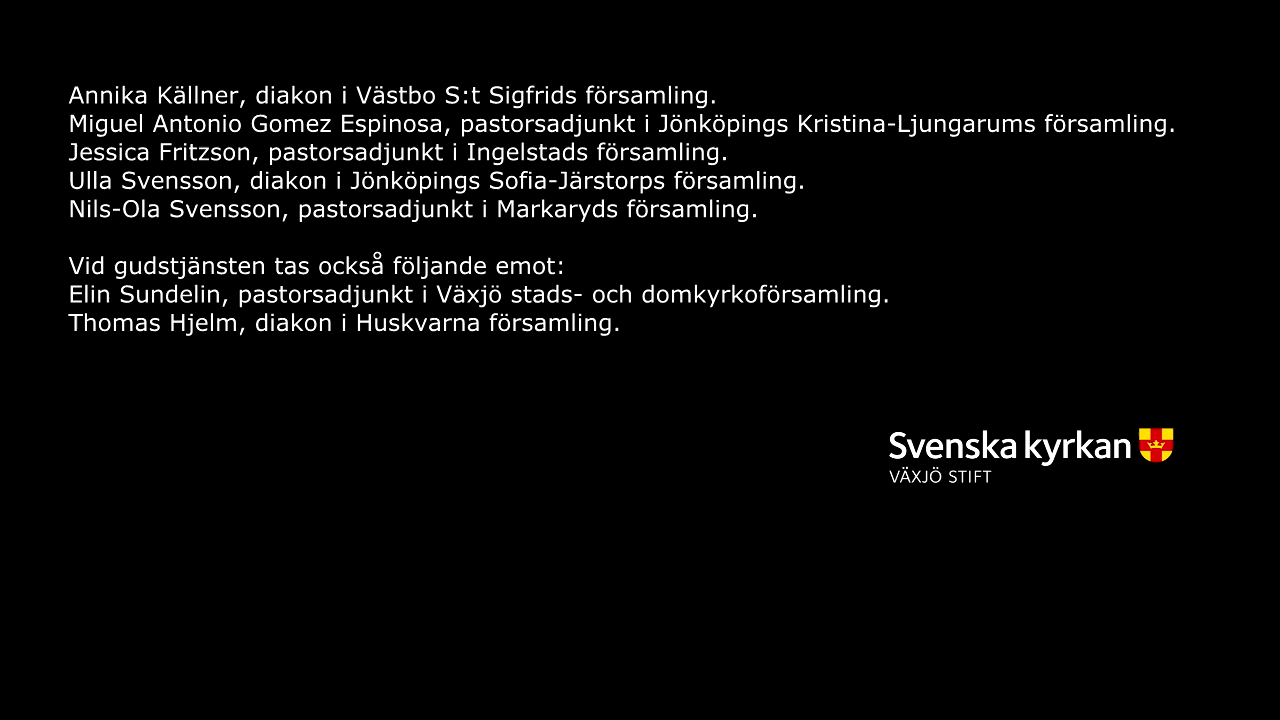 Annika Källner, diakon i Västbo S:t Sigfrids församling.
Miguel Antonio Gomez Espinosa, pastorsadjunkt i Jönköpings Kristina-Ljungarums församling.
Jessica Fritzson, pastorsadjunkt i Ingelstads församling.
Ulla Svensson, diakon i Jönköpings Sofia-Järstorps församling.
Nils-Ola Svensson, pastorsadjunkt i Markaryds församling.
Vid gudstjänsten tas också följande emot:
Elin Sundelin, pastorsadjunkt i Växjö stads- och domkyrkoförsamling.
Thomas Hjelm, diakon i Huskvarna församling.
Svenska kyrkan
VÄXJÖ STIFT